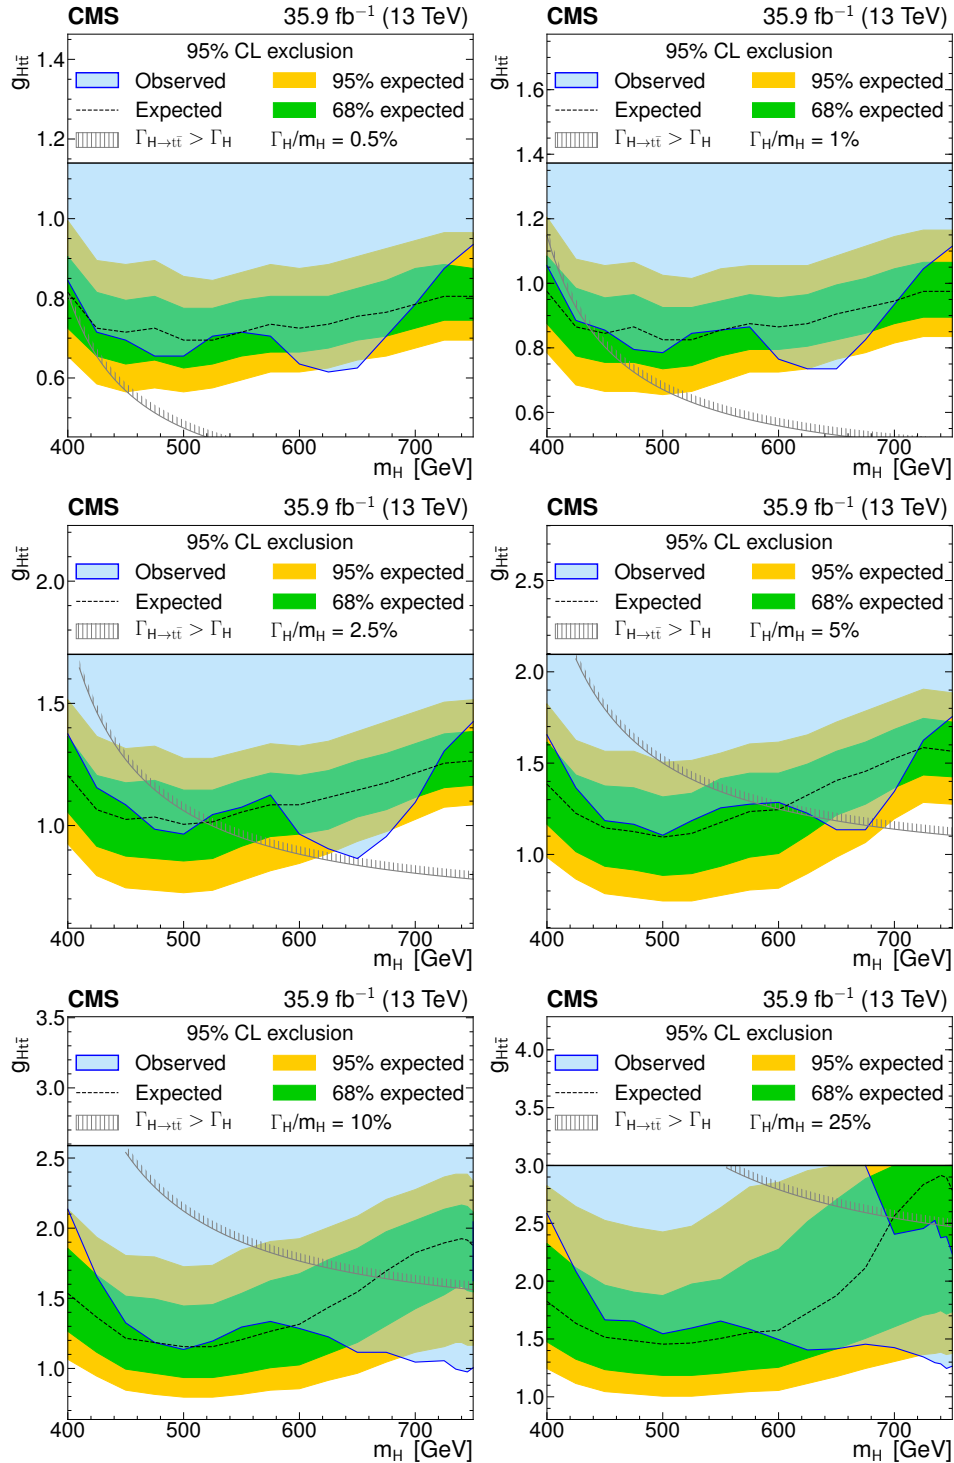 CMS 35.9 fb⁻¹ (13 TeV)
g_Htt̄
95% CL exclusion
Observed 95% expected
Expected 68% expected
Γ_H→tt̄ > Γ_H Γ_H/m_H = 0.5%
1.4
1.2
1.0
0.8
0.6
400 500 600 700
m_H [GeV]
CMS 35.9 fb⁻¹ (13 TeV)
g_Htt̄
95% CL exclusion
Observed 95% expected
Expected 68% expected
Γ_H→tt̄ > Γ_H Γ_H/m_H = 1%
1.6
1.4
1.2
1.0
0.8
0.6
400 500 600 700
m_H [GeV]
CMS 35.9 fb⁻¹ (13 TeV)
g_Htt̄
95% CL exclusion
Observed 95% expected
Expected 68% expected
Γ_H→tt̄ > Γ_H Γ_H/m_H = 2.5%
2.0
1.5
1.0
400 500 600 700
m_H [GeV]
CMS 35.9 fb⁻¹ (13 TeV)
g_Htt̄
95% CL exclusion
Observed 95% expected
Expected 68% expected
Γ_H→tt̄ > Γ_H Γ_H/m_H = 5%
2.5
2.0
1.5
1.0
400 500 600 700
m_H [GeV]
CMS 35.9 fb⁻¹ (13 TeV)
g_Htt̄
95% CL exclusion
Observed 95% expected
Expected 68% expected
Γ_H→tt̄ > Γ_H Γ_H/m_H = 10%
3.5
3.0
2.5
2.0
1.5
1.0
400 500 600 700
m_H [GeV]
CMS 35.9 fb⁻¹ (13 TeV)
g_Htt̄
95% CL exclusion
Observed 95% expected
Expected 68% expected
Γ_H→tt̄ > Γ_H Γ_H/m_H = 25%
4.0
3.5
3.0
2.5
2.0
1.5
1.0
400 500 600 700
m_H [GeV]